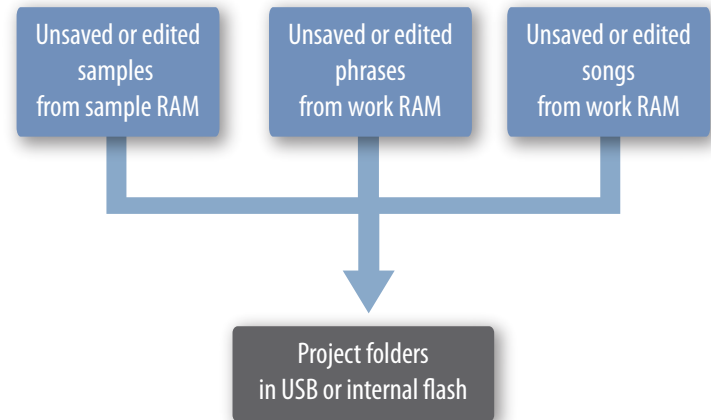 Unsaved or edited
samples
from sample RAM
Unsaved or edited
phrases
from work RAM
Unsaved or edited
songs
from work RAM
Project folders
in USB or internal flash